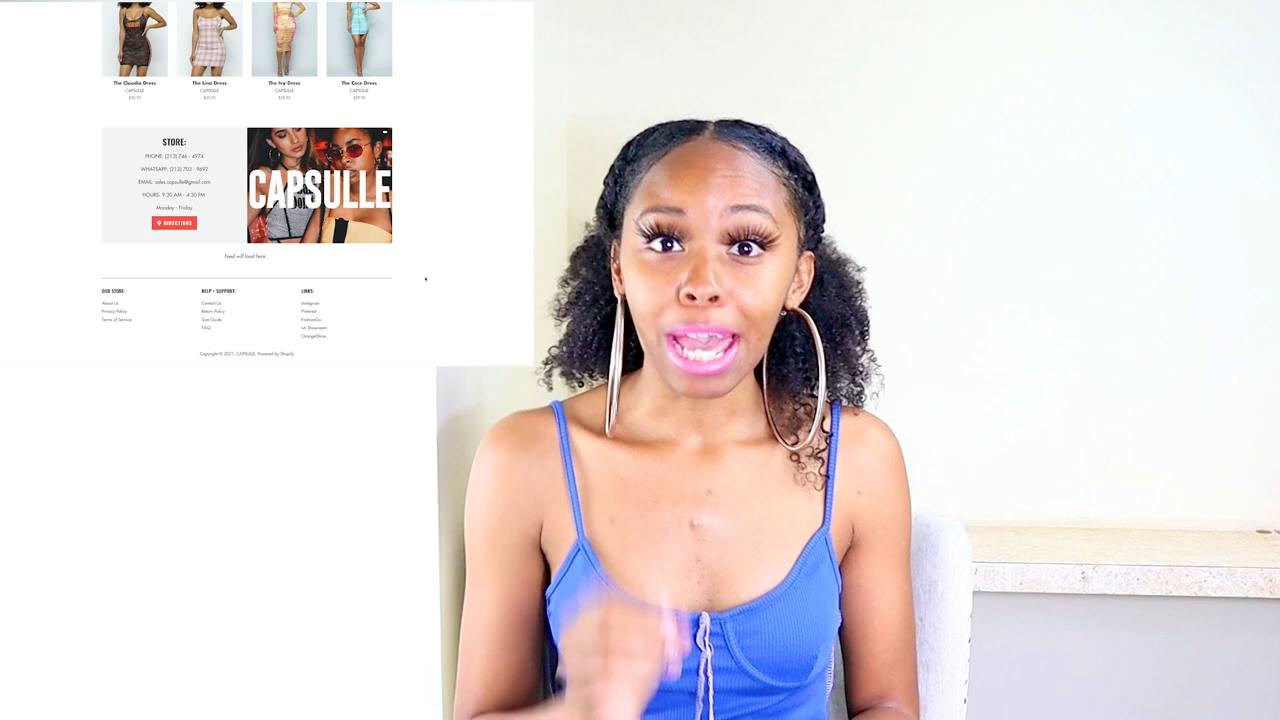 The Claudia Dress
CAPSULLE
The Lina Dress
CAPSULLE
The Ivy Dress
CAPSULLE
The Coco Dress
CAPSULLE
STORE:
PHONE: (213) 746 - 4974
WHATSAPP: (213) 703 - 9692
EMAIL: sales.capsulle@gmail.com
HOURS: 9:30 AM - 4:30 PM
Monday - Friday
DIRECTIONS
CAPSULLE
Feed will load here...
OUR STORE:
About Us
Privacy Policy
Terms of Service
HELP + SUPPORT:
Contact Us
Return Policy
Size Guide
FAQ
LINKS:
Instagram
Pinterest
FashionGo
LA Showroom
OrangeShine
Copyright © 2021, CAPSULLE. Powered by Shopify